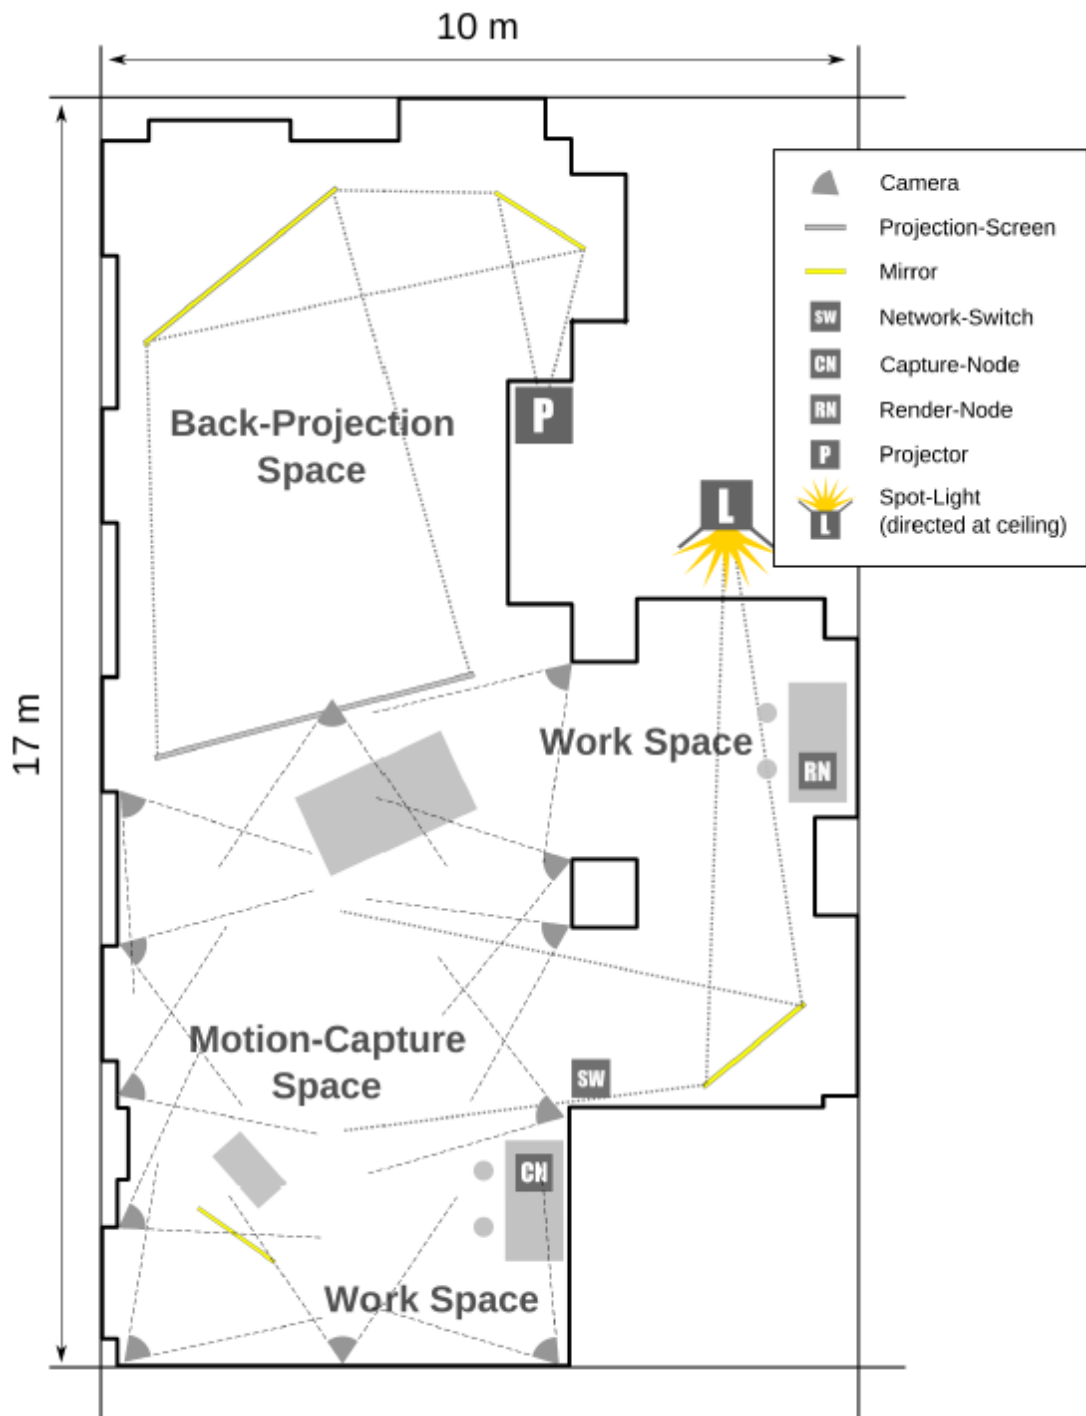 10 m
17 m
Camera
Projection-Screen
Mirror
SW Network-Switch
CN Capture-Node
RN Render-Node
P Projector
L Spot-Light
(directed at ceiling)
Back-Projection
Space
P
L
Work Space
RN
Motion-Capture
Space
SW
CN
Work Space